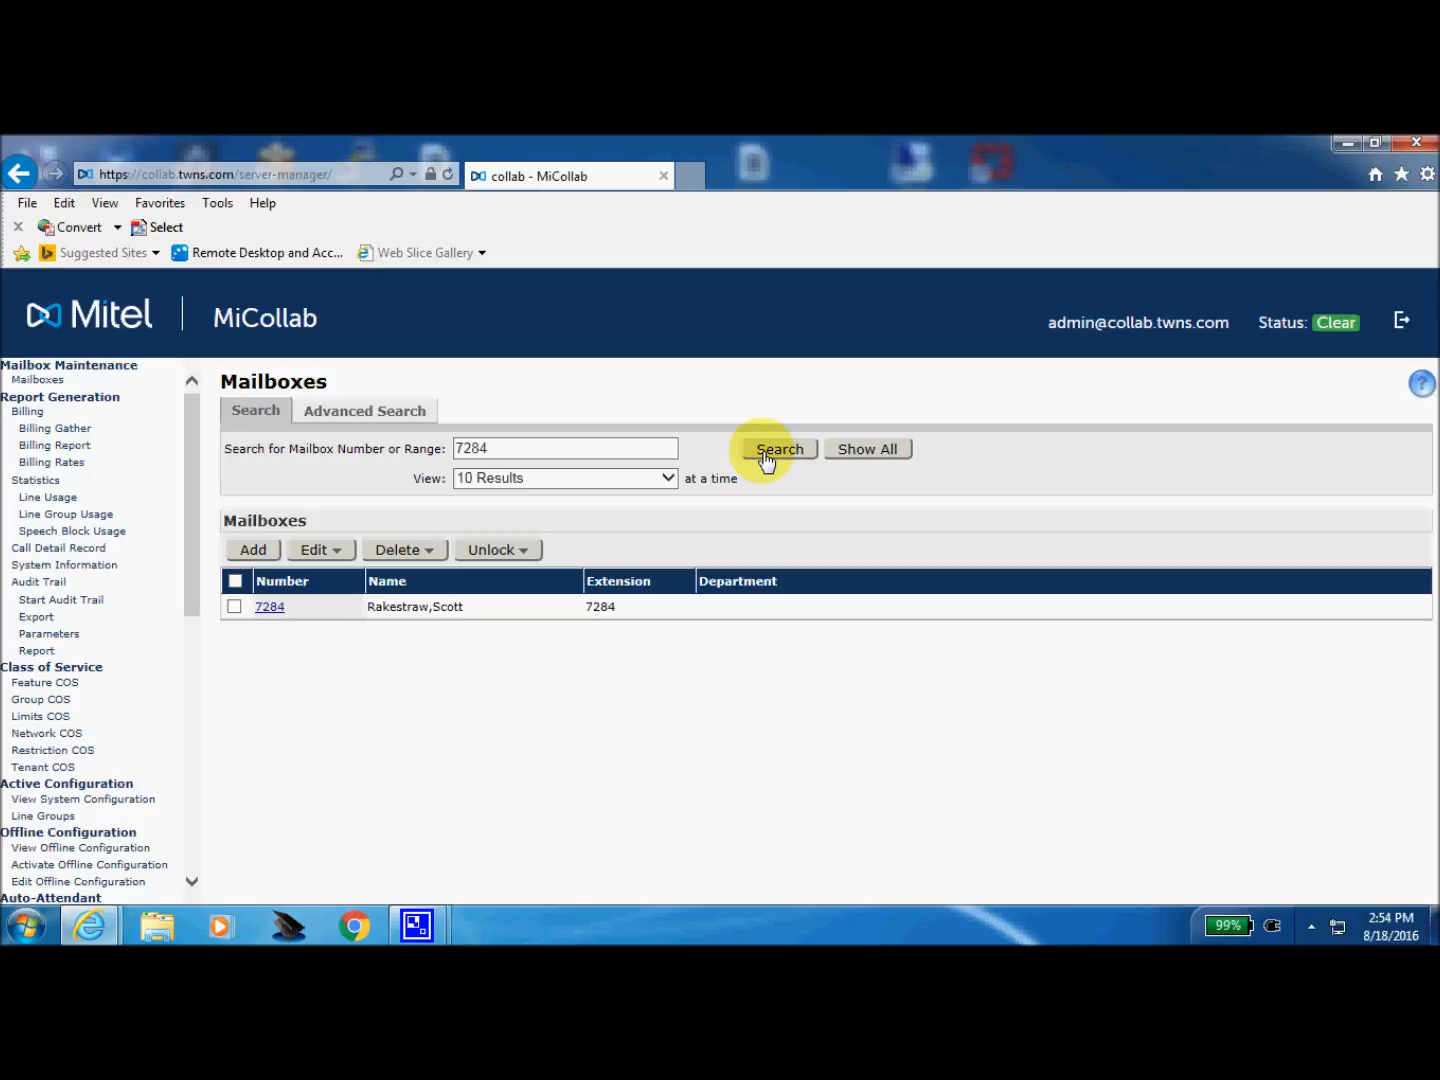 https://collab.twns.com/server-manager/
collab - MiCollab
File Edit View Favorites Tools Help
x Convert Select
Suggested Sites Remote Desktop and Acc... Web Slice Gallery
Mitel MiCollab admin@collab.twns.com Status: Clear
Mailbox Maintenance
Mailboxes
Report Generation
Billing
Billing Gather
Billing Report
Billing Rates
Statistics
Line Usage
Line Group Usage
Speech Block Usage
Call Detail Record
System Information
Audit Trail
Start Audit Trail
Export
Parameters
Report
Class of Service
Feature COS
Group COS
Limits COS
Network COS
Restriction COS
Tenant COS
Active Configuration
View System Configuration
Line Groups
Offline Configuration
View Offline Configuration
Activate Offline Configuration
Edit Offline Configuration
Auto-Attendant
Mailboxes
?
Search Advanced Search
Search for Mailbox Number or Range: 7284 Search Show All
View: 10 Results at a time
Mailboxes
Add Edit Delete Unlock
Number Name Extension Department
7284 Rakestraw,Scott 7284
99% 2:54 PM
8/18/2016